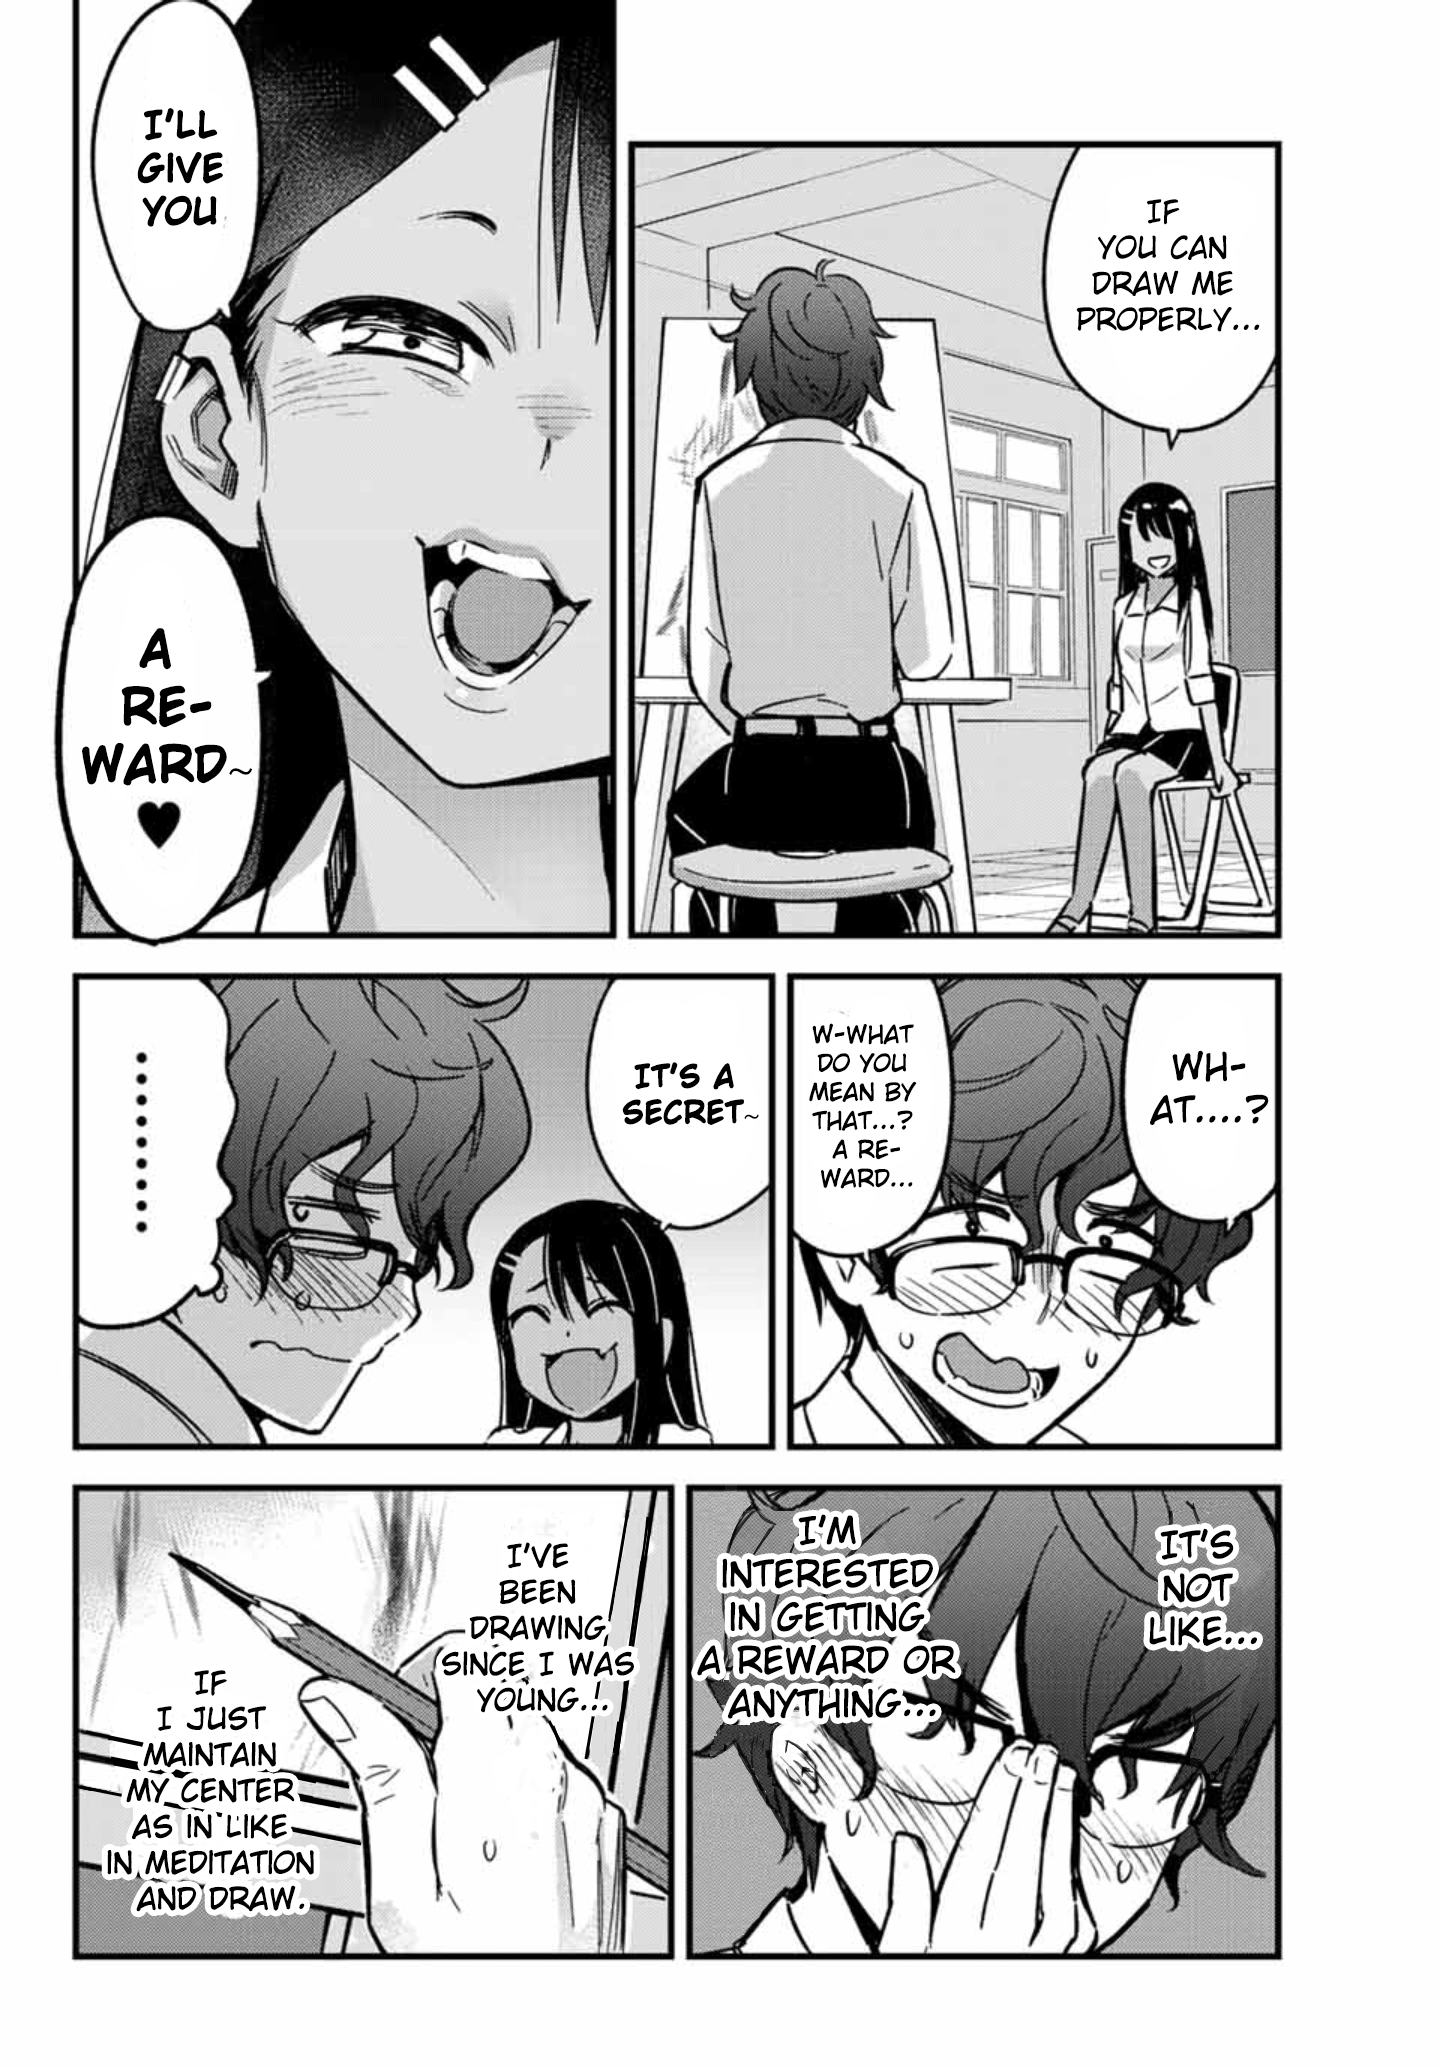 IF
YOU CAN
DRAW ME
PROPERLY...
I'LL
GIVE
YOU
A
RE-
WARD~
♥
WH-
AT....?
W-WHAT
DO YOU
MEAN BY
THAT...?
A RE-
WARD...
IT'S A
SECRET~
........
IT'S
NOT
LIKE...
I'M
INTERESTED
IN GETTING
A REWARD OR
ANYTHING...
I'VE
BEEN
DRAWING
SINCE I WAS
YOUNG...
IF
I JUST
MAINTAIN
MY CENTER
AS IN LIKE
IN MEDITATION
AND DRAW.